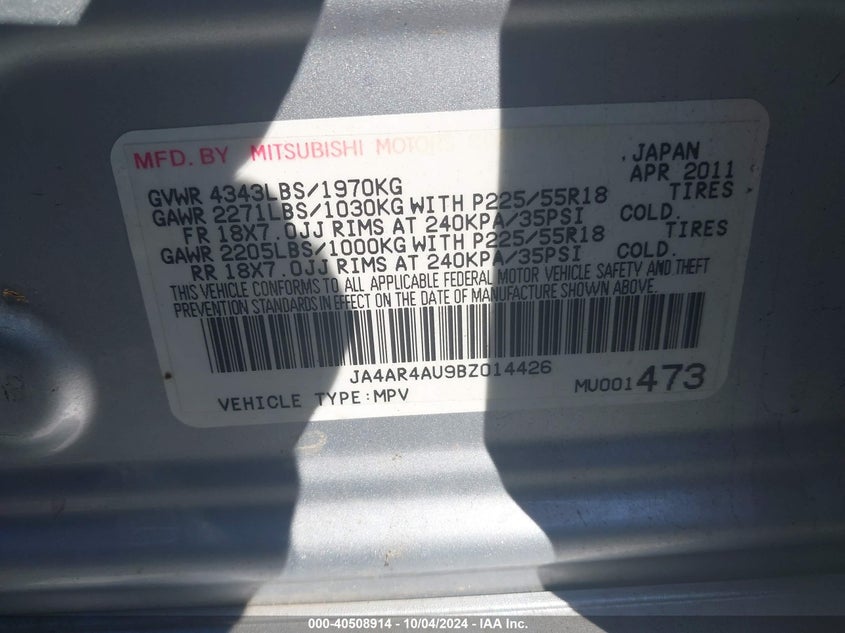 MFD. BY MITSUBISHI MOTORS
, JAPAN
APR 2011
GVWR 4343LBS/1970KG
GAWR 2271LBS/1030KG WITH P225/55R18 TIRES
FR 18X7.0JJ RIMS AT 240KPA/35PSI COLD.
GAWR 2205LBS/1000KG WITH P225/55R18 TIRES
RR 18X7.0JJ RIMS AT 240KPA/35PSI COLD.
THIS VEHICLE CONFORMS TO ALL APPLICABLE FEDERAL MOTOR VEHICLE SAFETY AND THEFT
PREVENTION STANDARDS IN EFFECT ON THE DATE OF MANUFACTURE SHOWN ABOVE.
JA4AR4AU9BZ014426
VEHICLE TYPE:MPV
MU001473
000-40508914 - 10/04/2024 - IAA Inc.